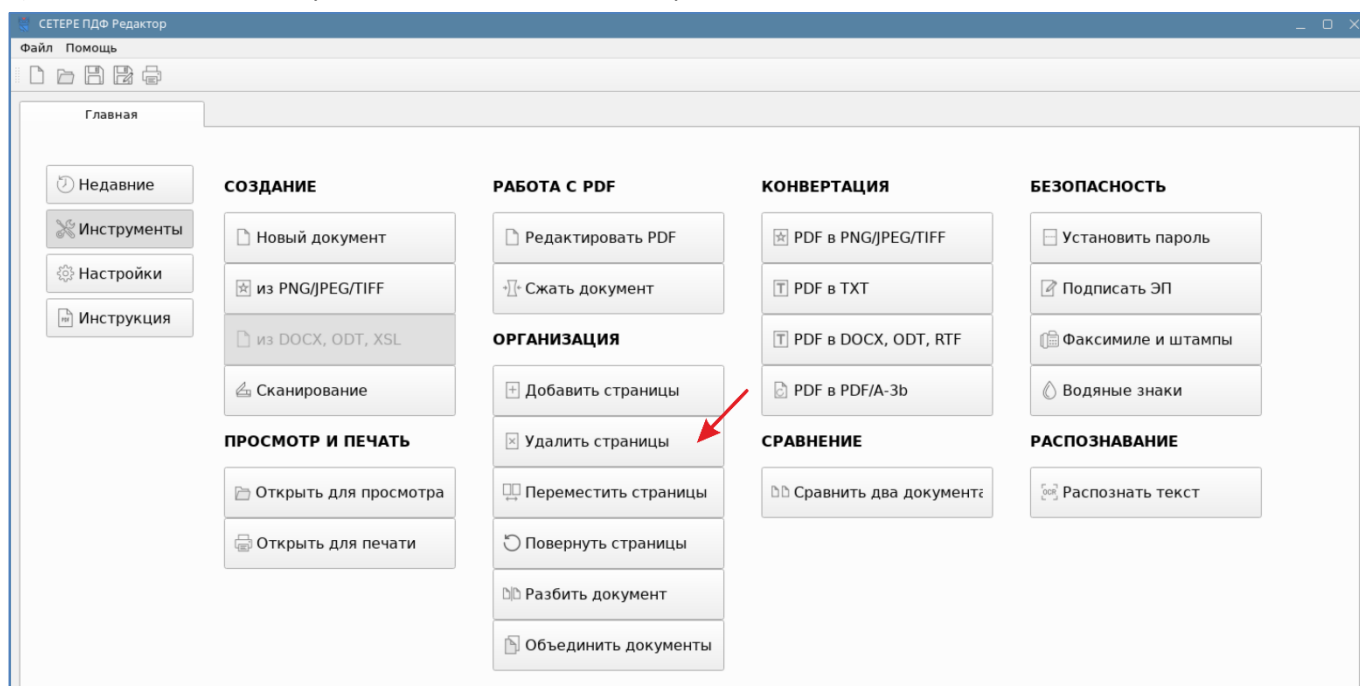 СЕТЕРЕ ПДФ Редактор
Файл Помощь
Главная
Недавние
Инструменты
Настройки
Инструкция
СОЗДАНИЕ
Новый документ
из PNG/JPEG/TIFF
из DOCX, ODT, XSL
Сканирование
ПРОСМОТР И ПЕЧАТЬ
Открыть для просмотра
Открыть для печати
РАБОТА С PDF
Редактировать PDF
Сжать документ
ОРГАНИЗАЦИЯ
Добавить страницы
Удалить страницы
Переместить страницы
Повернуть страницы
Разбить документ
Объединить документы
КОНВЕРТАЦИЯ
PDF в PNG/JPEG/TIFF
PDF в TXT
PDF в DOCX, ODT, RTF
PDF в PDF/A-3b
СРАВНЕНИЕ
Сравнить два документа
БЕЗОПАСНОСТЬ
Установить пароль
Подписать ЭП
Факсимиле и штампы
Водяные знаки
РАСПОЗНАВАНИЕ
Распознать текст